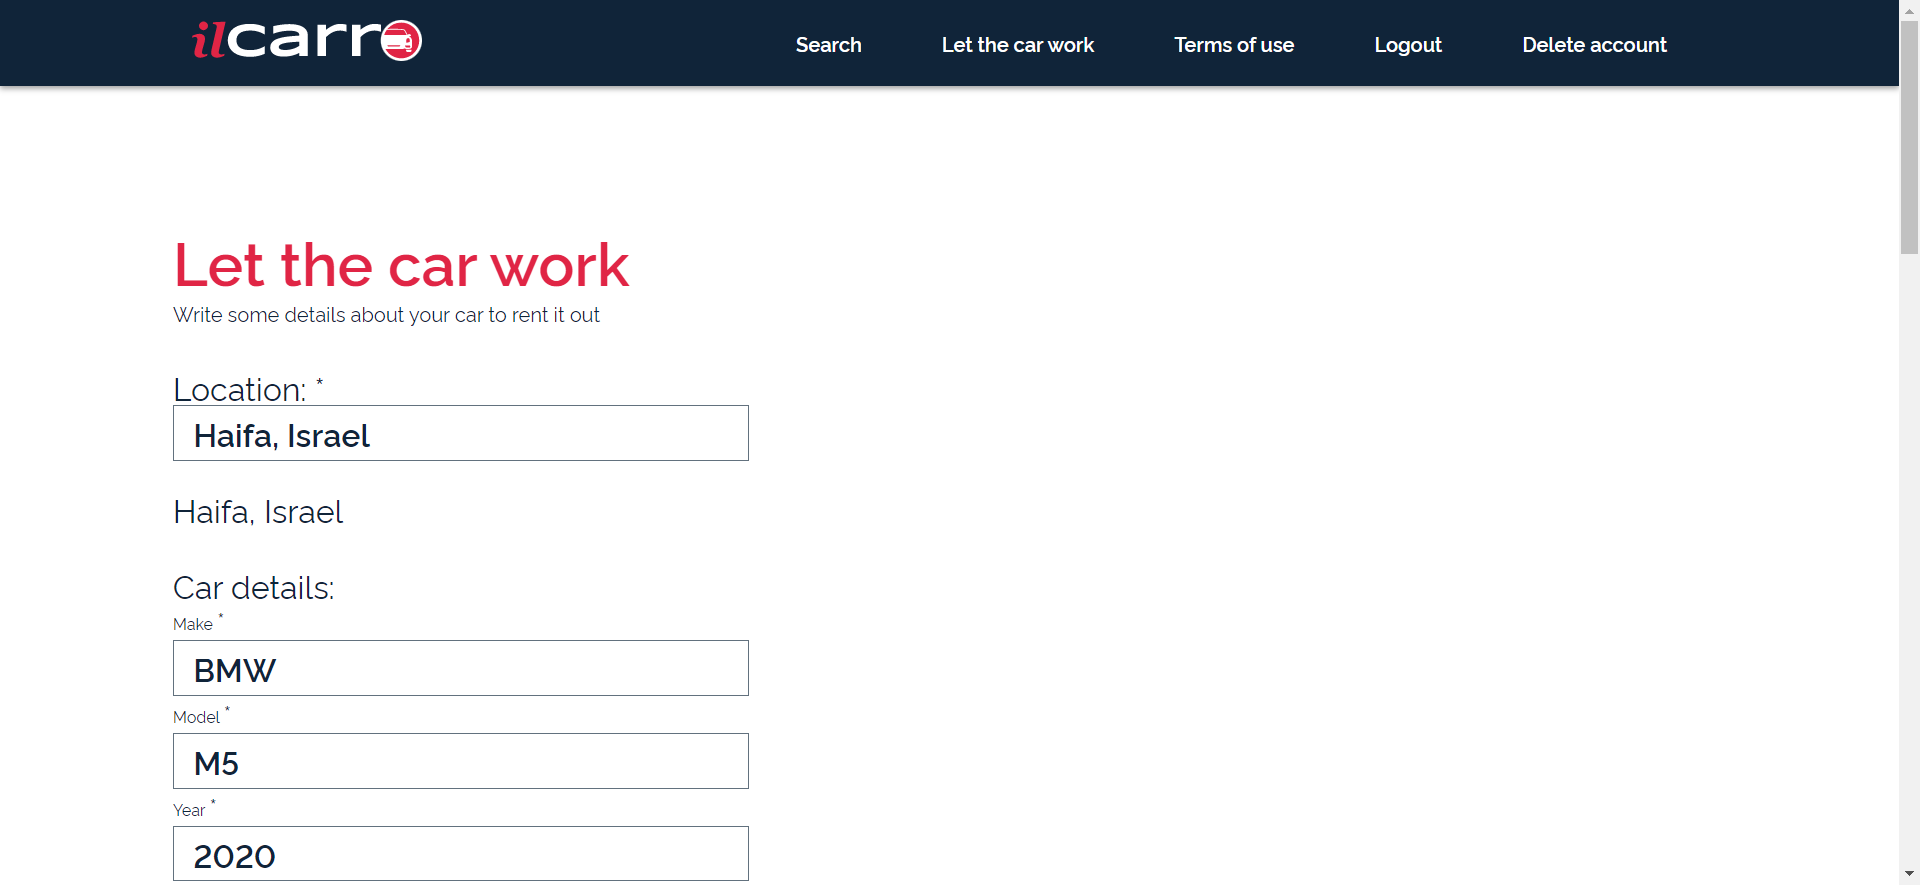 ilcarro
Search Let the car work Terms of use Logout Delete account
Let the car work
Write some details about your car to rent it out
Location: *
Haifa, Israel
Haifa, Israel
Car details:
Make *
BMW
Model *
M5
Year *
2020